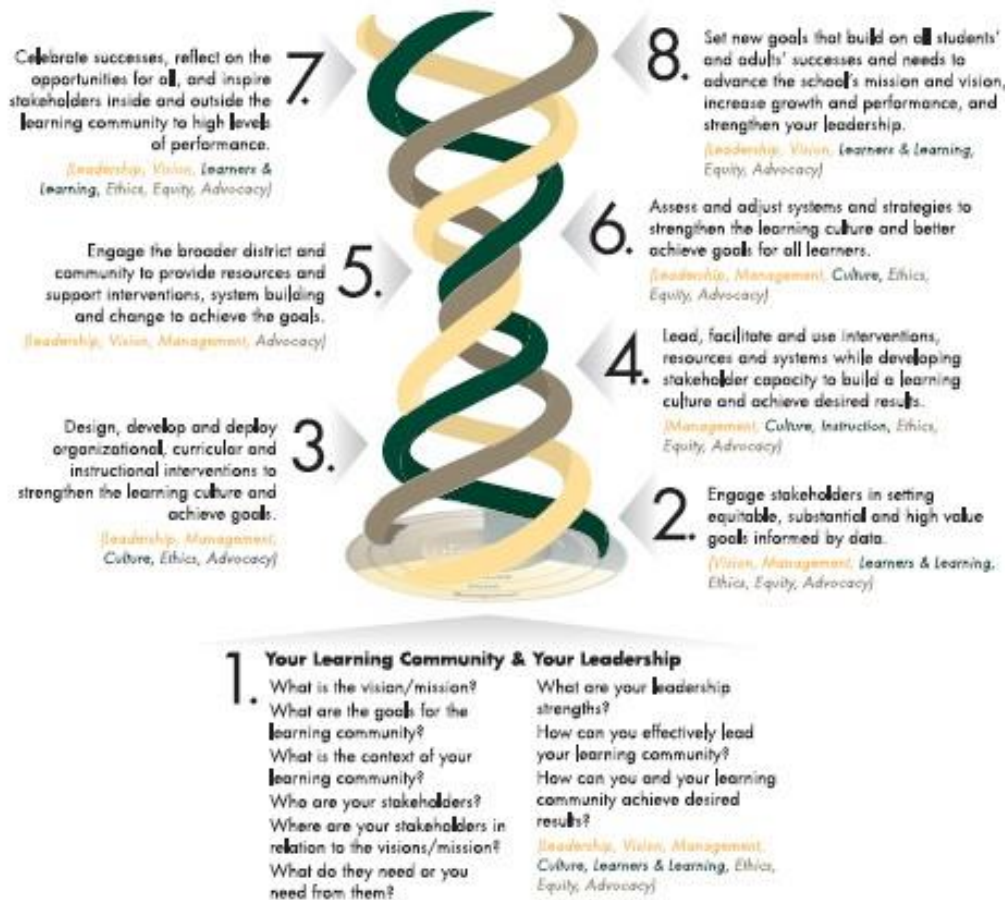 7.
Celebrate successes, reflect on the
opportunities for all, and inspire
stakeholders inside and outside the
learning community to high levels
of performance.
(Leadership, Vision, Learners &
Learning, Ethics, Equity, Advocacy)
8.
Set new goals that build on all students'
and adults' successes and needs to
advance the school's mission and vision,
increase growth and performance, and
strengthen your leadership.
(Leadership, Vision, Learners & Learning,
Equity, Advocacy)
5.
Engage the broader district and
community to provide resources and
support interventions, system building
and change to achieve the goals.
(Leadership, Vision, Management, Advocacy)
6.
Assess and adjust systems and strategies to
strengthen the learning culture and better
achieve goals for all learners.
(Leadership, Management, Culture, Ethics,
Equity, Advocacy)
3.
Design, develop and deploy
organizational, curricular and
instructional interventions to
strengthen the learning culture and
achieve goals.
(Leadership, Management,
Culture, Ethics, Advocacy)
4.
Lead, facilitate and use interventions,
resources and systems while developing
stakeholder capacity to build a learning
culture and achieve desired results.
(Management, Culture, Instruction, Ethics,
Equity, Advocacy)
2.
Engage stakeholders in setting
equitable, substantial and high value
goals informed by data.
(Vision, Management, Learners & Learning,
Ethics, Equity, Advocacy)
1.
Your Learning Community & Your Leadership
What is the vision/mission?
What are the goals for the
learning community?
What is the context of your
learning community?
Who are your stakeholders?
Where are your stakeholders in
relation to the visions/mission?
What do they need or you
need from them?
What are your leadership
strengths?
How can you effectively lead
your learning community?
How can you and your learning
community achieve desired
results?
(Leadership, Vision, Management,
Culture, Learners & Learning, Ethics,
Equity, Advocacy)